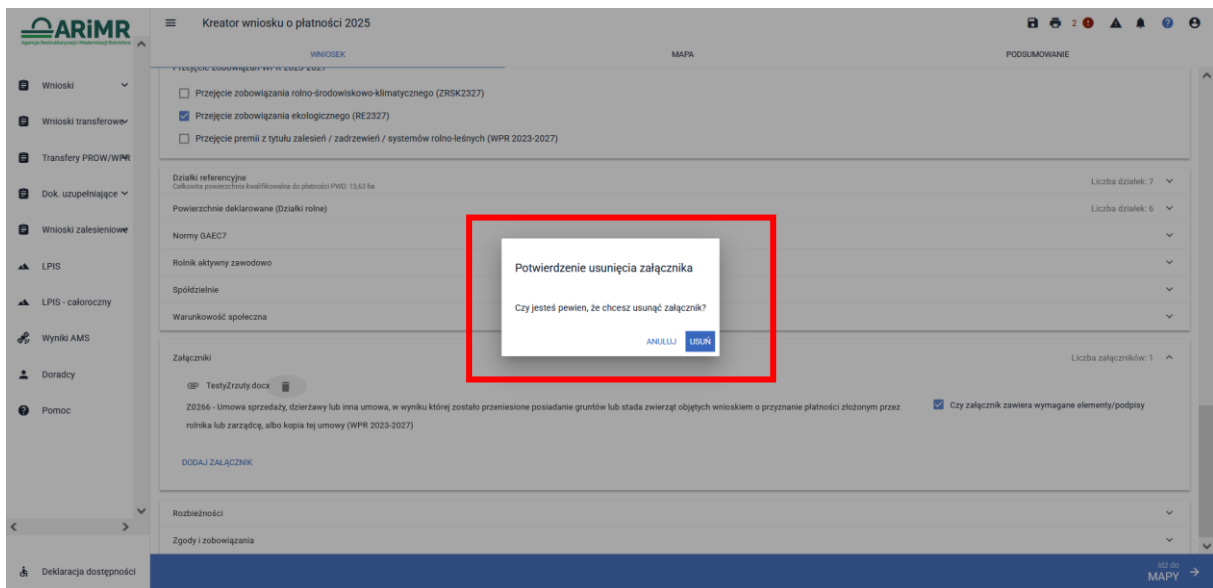 ARiMR
Agencja Restrukturyzacji i Modernizacji Rolnictwa
Kreator wniosku o płatności 2025
2
WNIOSEK
MAPA
PODSUMOWANIE
Wnioski
Wnioski transferowe
Transfery PROW/WPR
Dok. uzupełniające
Wnioski zalesieniowe
LPIS
LPIS - całoroczny
Wyniki AMS
Doradcy
Pomoc
Deklaracja dostępności
Przejęcie zobowiązań WPR 2023-2027
Przejęcie zobowiązania rolno-środowiskowo-klimatycznego (ZRSK2327)
Przejęcie zobowiązania ekologicznego (RE2327)
Przejęcie premii z tytułu zalesień / zadrzewień / systemów rolno-leśnych (WPR 2023-2027)
Działki referencyjne
Liczba działek: 7
Całkowita powierzchnia kwalifikowalna do płatności PWD: 13,63 ha
Powierzchnie deklarowane (Działki rolne)
Liczba działek: 6
Normy GAEC7
Rolnik aktywny zawodowo
Spółdzielnie
Warunkowość społeczna
Potwierdzenie usunięcia załącznika
Czy jesteś pewien, że chcesz usunąć załącznik?
ANULUJ USUŃ
Załączniki
Liczba załączników: 1
TestyZrzuty.docx
Z0266 - Umowa sprzedaży, dzierżawy lub inna umowa, w wyniku której zostało przeniesione posiadanie gruntów lub stada zwierząt objętych wnioskiem o przyznanie płatności złożonym przez
rolnika lub zarządcę, albo kopia tej umowy (WPR 2023-2027)
Czy załącznik zawiera wymagane elementy/podpisy
DODAJ ZAŁĄCZNIK
Rozbieżności
Zgody i zobowiązania
idź do
MAPY